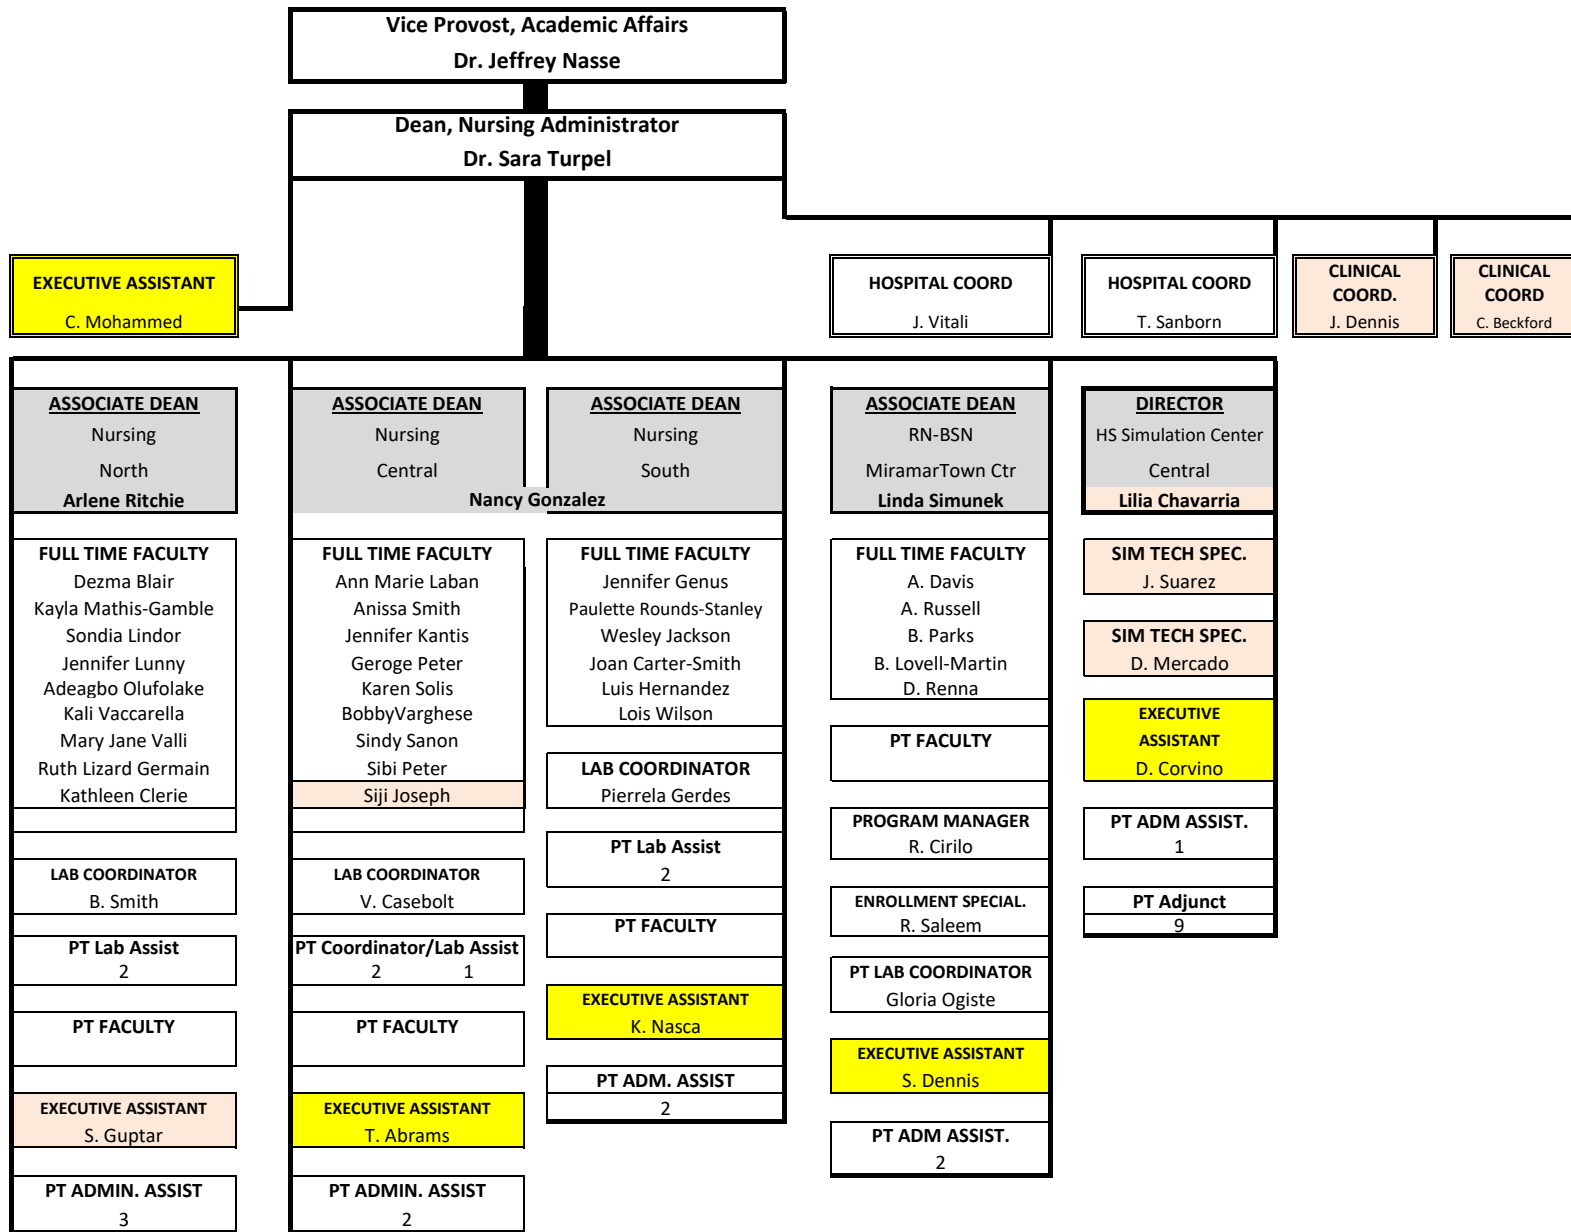 Vice Provost, Academic Affairs
Dr. Jeffrey Nasse
Dean, Nursing Administrator
Dr. Sara Turpel
EXECUTIVE ASSISTANT
C. Mohammed
HOSPITAL COORD
J. Vitali
HOSPITAL COORD
T. Sanborn
CLINICAL
COORD.
J. Dennis
CLINICAL
COORD
C. Beckford
ASSOCIATE DEAN
Nursing
North
Arlene Ritchie
FULL TIME FACULTY
Dezma Blair
Kayla Mathis-Gamble
Sondia Lindor
Jennifer Lunny
Adeagbo Olufolake
Kali Vaccarella
Mary Jane Valli
Ruth Lizard Germain
Kathleen Clerie
LAB COORDINATOR
B. Smith
PT Lab Assist
2
PT FACULTY
EXECUTIVE ASSISTANT
S. Guptar
PT ADMIN. ASSIST
3
ASSOCIATE DEAN
Nursing
Central
ASSOCIATE DEAN
Nursing
South
Nancy Gonzalez
FULL TIME FACULTY
Ann Marie Laban
Anissa Smith
Jennifer Kantis
Geroge Peter
Karen Solis
BobbyVarghese
Sindy Sanon
Sibi Peter
Siji Joseph
LAB COORDINATOR
V. Casebolt
PT Coordinator/Lab Assist
2 1
PT FACULTY
EXECUTIVE ASSISTANT
T. Abrams
PT ADMIN. ASSIST
2
FULL TIME FACULTY
Jennifer Genus
Paulette Rounds-Stanley
Wesley Jackson
Joan Carter-Smith
Luis Hernandez
Lois Wilson
LAB COORDINATOR
Pierrela Gerdes
PT Lab Assist
2
PT FACULTY
EXECUTIVE ASSISTANT
K. Nasca
PT ADM. ASSIST
2
ASSOCIATE DEAN
RN-BSN
MiramarTown Ctr
Linda Simunek
FULL TIME FACULTY
A. Davis
A. Russell
B. Parks
B. Lovell-Martin
D. Renna
PT FACULTY
PROGRAM MANAGER
R. Cirilo
ENROLLMENT SPECIAL.
R. Saleem
PT LAB COORDINATOR
Gloria Ogiste
EXECUTIVE ASSISTANT
S. Dennis
PT ADM ASSIST.
2
DIRECTOR
HS Simulation Center
Central
Lilia Chavarria
SIM TECH SPEC.
J. Suarez
SIM TECH SPEC.
D. Mercado
EXECUTIVE
ASSISTANT
D. Corvino
PT ADM ASSIST.
1
PT Adjunct
9